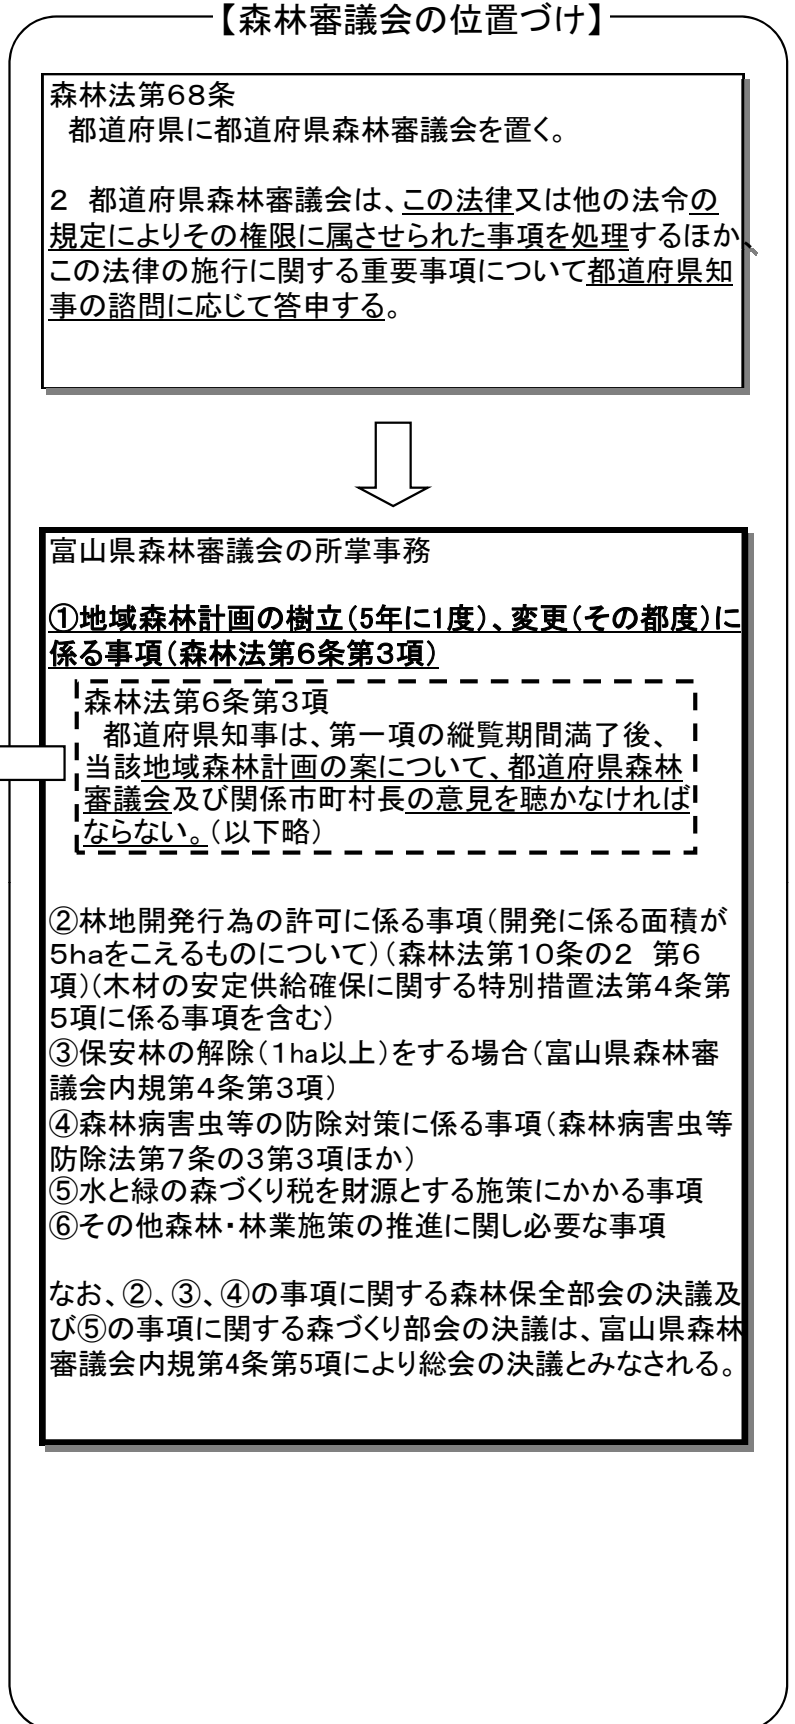 【森林審議会の位置づけ】
森林法第68条
都道府県に都道府県森林審議会を置く。
2　都道府県森林審議会は、この法律又は他の法令の
規定によりその権限に属させられた事項を処理するほか、
この法律の施行に関する重要事項について都道府県知
事の諮問に応じて答申する。
富山県森林審議会の所掌事務
①地域森林計画の樹立（5年に1度）、変更（その都度）に
係る事項（森林法第6条第3項）
森林法第6条第3項
都道府県知事は、第一項の縦覧期間満了後、
当該地域森林計画の案について、都道府県森林
審議会及び関係市町村長の意見を聴かなければ
ならない。（以下略）
②林地開発行為の許可に係る事項（開発に係る面積が
5haをこえるものについて）（森林法第10条の2　第6
項）（木材の安定供給確保に関する特別措置法第4条第
5項に係る事項を含む）
③保安林の解除（1ha以上）をする場合（富山県森林審
議会内規第4条第3項）
④森林病害虫等の防除対策に係る事項（森林病害虫等
防除法第7条の3第3項ほか）
⑤水と緑の森づくり税を財源とする施策にかかる事項
⑥その他森林・林業施策の推進に関し必要な事項
なお、②、③、④の事項に関する森林保全部会の決議及
び⑤の事項に関する森づくり部会の決議は、富山県森林
審議会内規第4条第5項により総会の決議とみなされる。